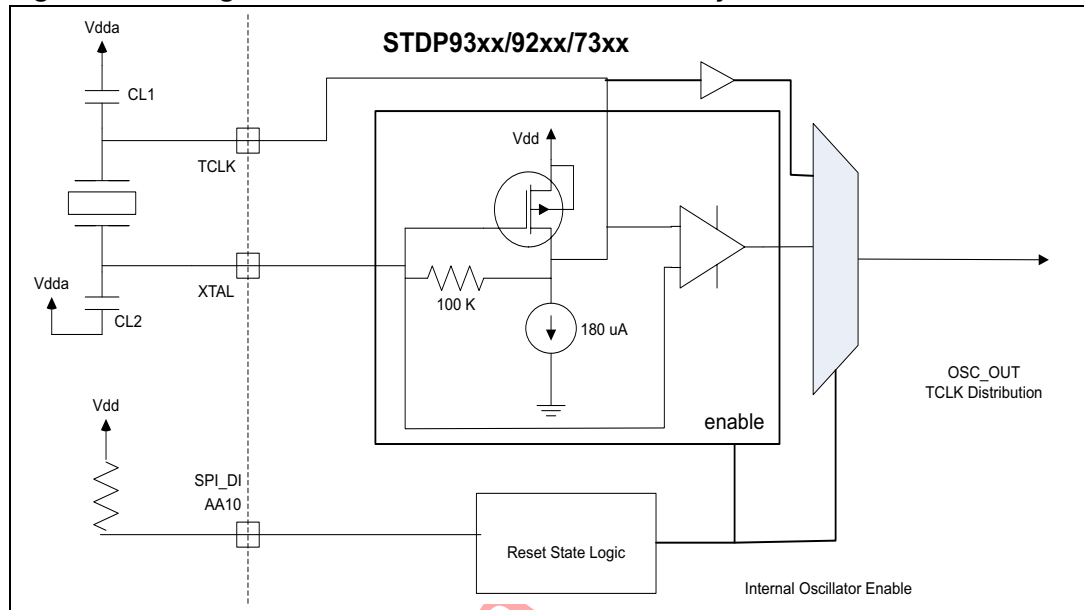 STDP93xx/92xx/73xx
Vdda
CL1
TCLK
Vdd
XTAL
Vdda
CL2
100 K
180 uA
enable
OSC_OUT
TCLK Distribution
Vdd
SPI_DI
AA10
Reset State Logic
Internal Oscillator Enable